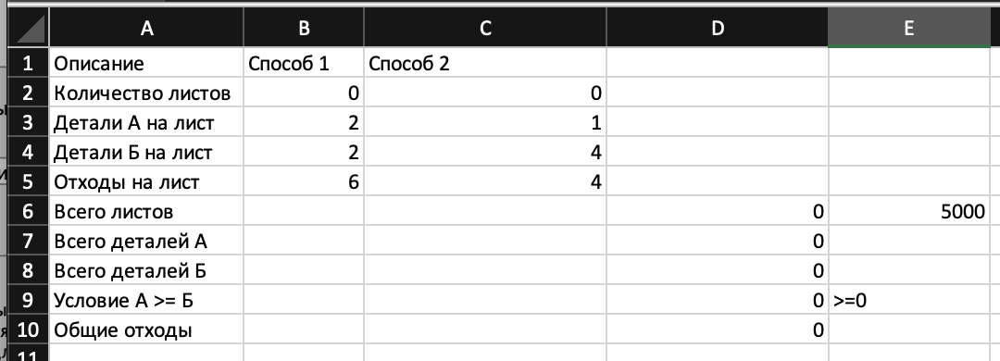 A B C D E
1 Описание Способ 1 Способ 2
2 Количество листов 0 0
3 Детали А на лист 2 1
4 Детали Б на лист 2 4
5 Отходы на лист 6 4
6 Всего листов 0 5000
7 Всего деталей А 0
8 Всего деталей Б 0
9 Условие А >= Б 0 >=0
10 Общие отходы 0
11